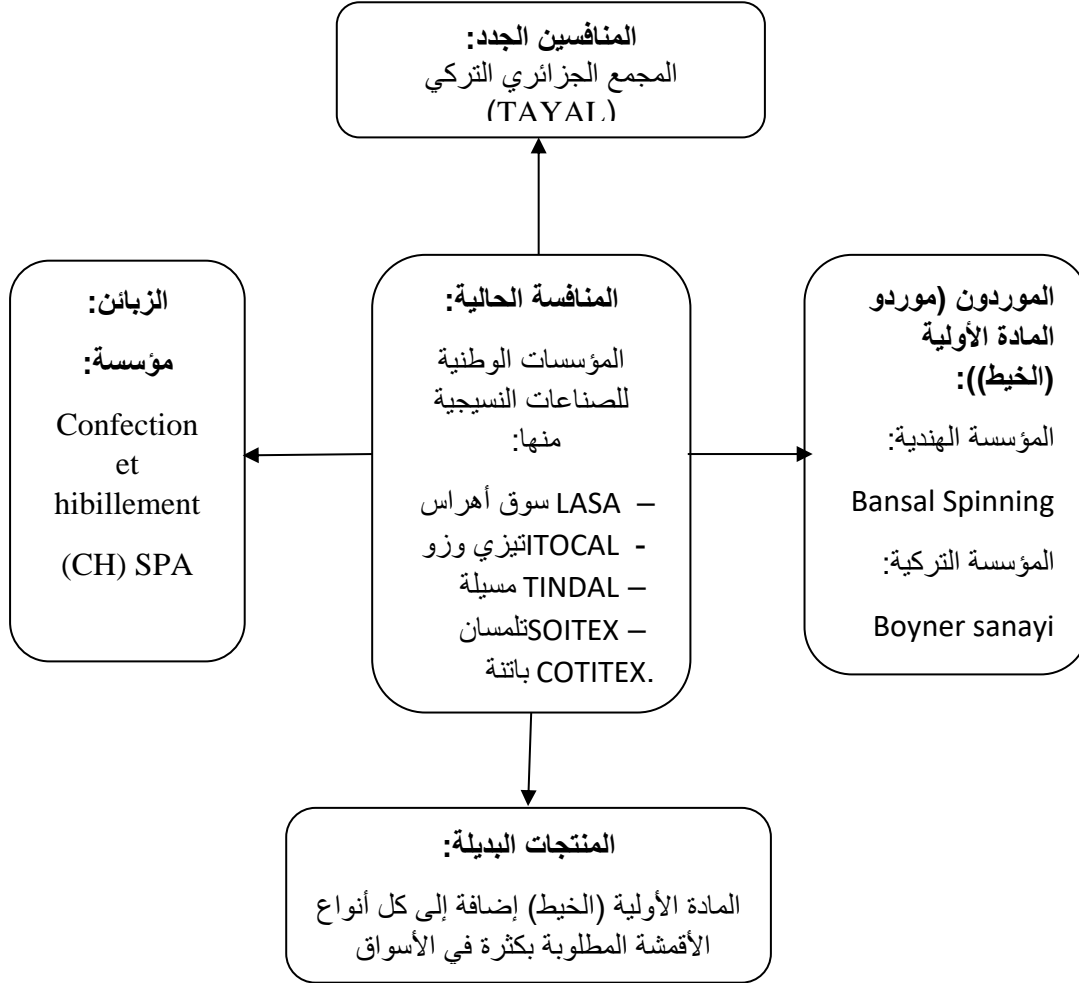 المنافسين الجدد:
المجمع الجزائري التركي
(TAYAL)
الموردون (موردو
المادة الأولية
(الخيط)):
المؤسسة الهندية:
Bansal Spinning
المؤسسة التركية:
Boyner sanayi
المنافسة الحالية:
المؤسسات الوطنية
للصناعات النسيجية
منها:
– LASA سوق أهراس
- ITOCALتيزي وزو
– TINDAL مسيلة
– SOITEXتلمسان
.COTITEX باتنة
الزبائن:
مؤسسة:
Confection
et
hibillement
(CH) SPA
المنتجات البديلة:
المادة الأولية (الخيط) إضافة إلى كل أنواع
الأقمشة المطلوبة بكثرة في الأسواق